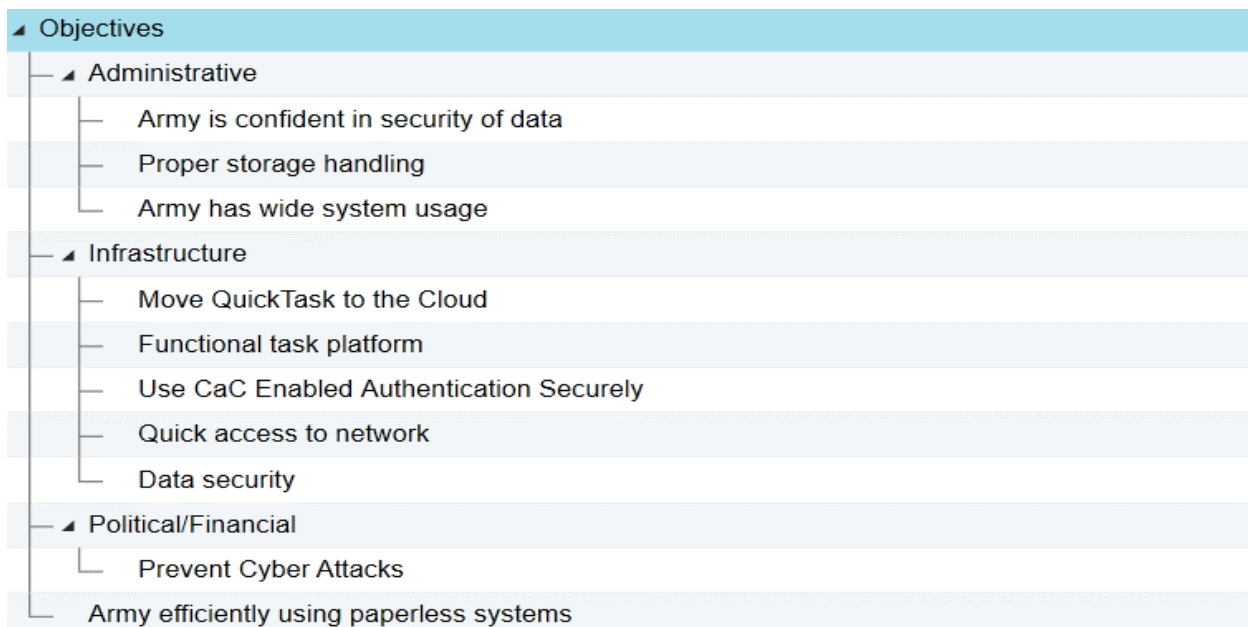 Objectives
Administrative
Army is confident in security of data
Proper storage handling
Army has wide system usage
Infrastructure
Move QuickTask to the Cloud
Functional task platform
Use CaC Enabled Authentication Securely
Quick access to network
Data security
Political/Financial
Prevent Cyber Attacks
Army efficiently using paperless systems